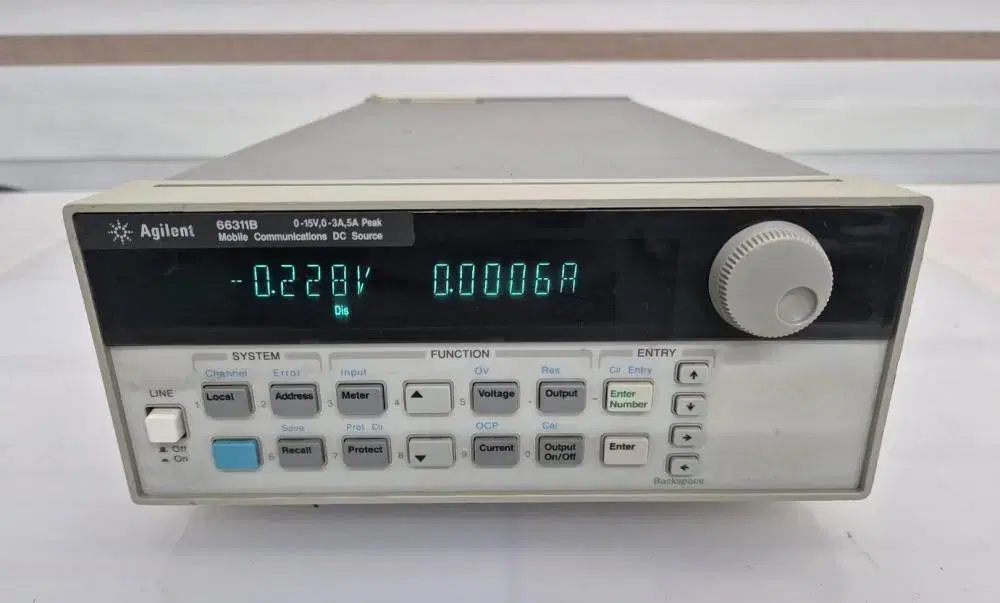 Agilent 66311B 0-15V,0-3A,5A Peak
Mobile Communications DC Source
-0.228V 0.0006A
Dis
SYSTEM FUNCTION ENTRY
Channel Error Input OV Res Clr Entry
LINE
1 Local 2 Address 3 Meter 4 5 Voltage - Output - Enter Number
Save Prot Clr OCP Cal
Off
On
6 Recall 7 Protect 8 9 Current 0 Output On/Off Enter
Backspace